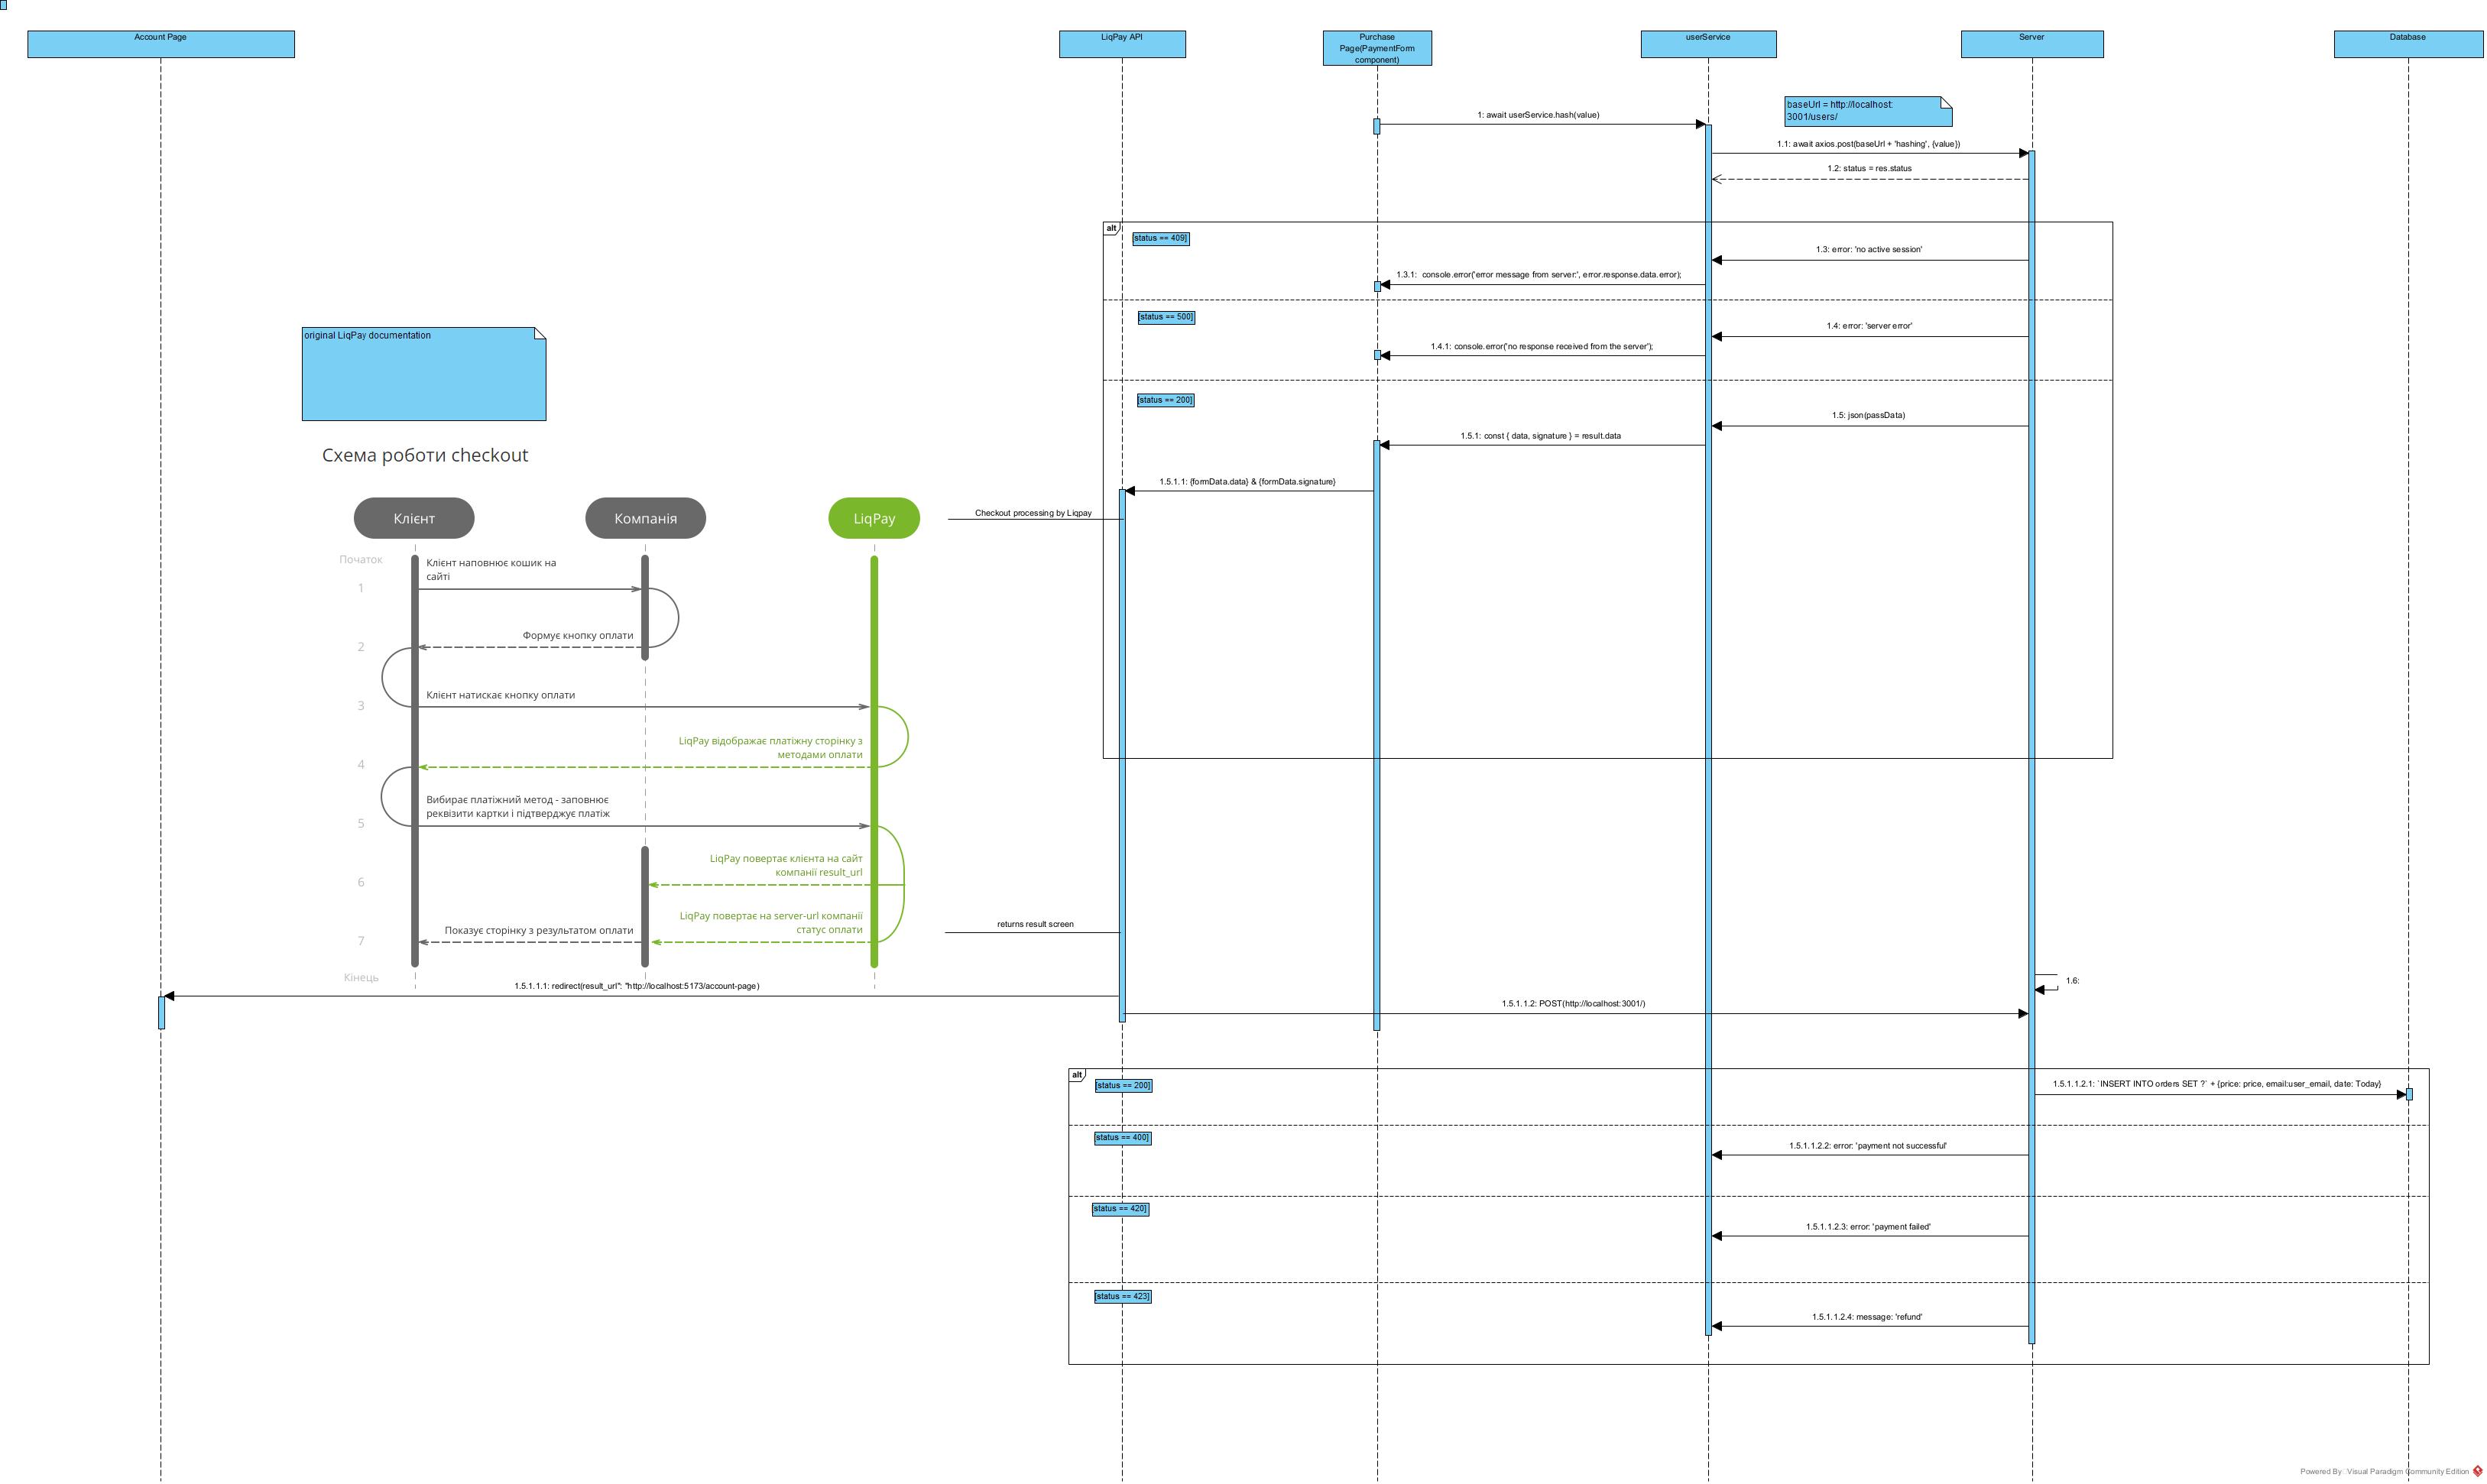 Account Page
LiqPay API
Purchase
Page(PaymentForm
component)
userService
Server
Database
baseUrl = http://localhost:
3001/users/
1: await userService.hash(value)
1.1: await axios.post(baseUrl + 'hashing', {value})
1.2: status = res.status
alt
[status == 409]
1.3: error: 'no active session'
1.3.1:  console.error('error message from server:', error.response.data.error);
[status == 500]
1.4: error: 'server error'
1.4.1: console.error('no response received from the server');
[status == 200]
1.5: json(passData)
1.5.1: const { data, signature } = result.data
1.5.1.1: {formData.data} & {formData.signature}
Checkout processing by Liqpay
original LiqPay documentation
Схема роботи checkout
Клієнт
Компанія
LiqPay
Початок
Клієнт наповнює кошик на
сайті
1
Формує кнопку оплати
2
Клієнт натискає кнопку оплати
3
LiqPay відображає платіжну сторінку з
методами оплати
4
Вибирає платіжний метод - заповнює
реквізити картки і підтверджує платіж
5
LiqPay повертає клієнта на сайт
компанії result_url
6
LiqPay повертає на server-url компанії
статус оплати
Показує сторінку з результатом оплати
7
Кінець
returns result screen
1.6:
1.5.1.1.1: redirect(result_url": "http://localhost:5173/account-page)
1.5.1.1.2: POST(http://localhost:3001/)
alt
[status == 200]
1.5.1.1.2.1: `INSERT INTO orders SET ?` + {price: price, email:user_email, date: Today}
[status == 400]
1.5.1.1.2.2: error: 'payment not successful'
[status == 420]
1.5.1.1.2.3: error: 'payment failed'
[status == 423]
1.5.1.1.2.4: message: 'refund'
Powered By: Visual Paradigm Community Edition